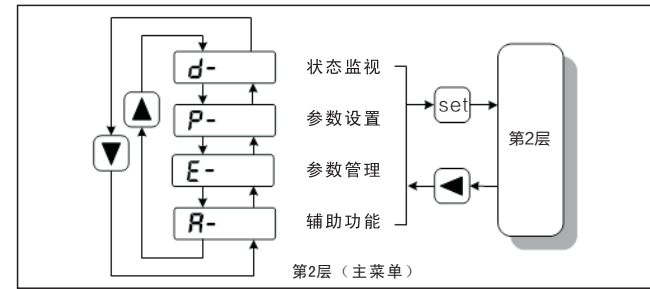 d-
状态监视
P-
参数设置
E-
参数管理
A-
辅助功能
set
第2层
第2层（主菜单）